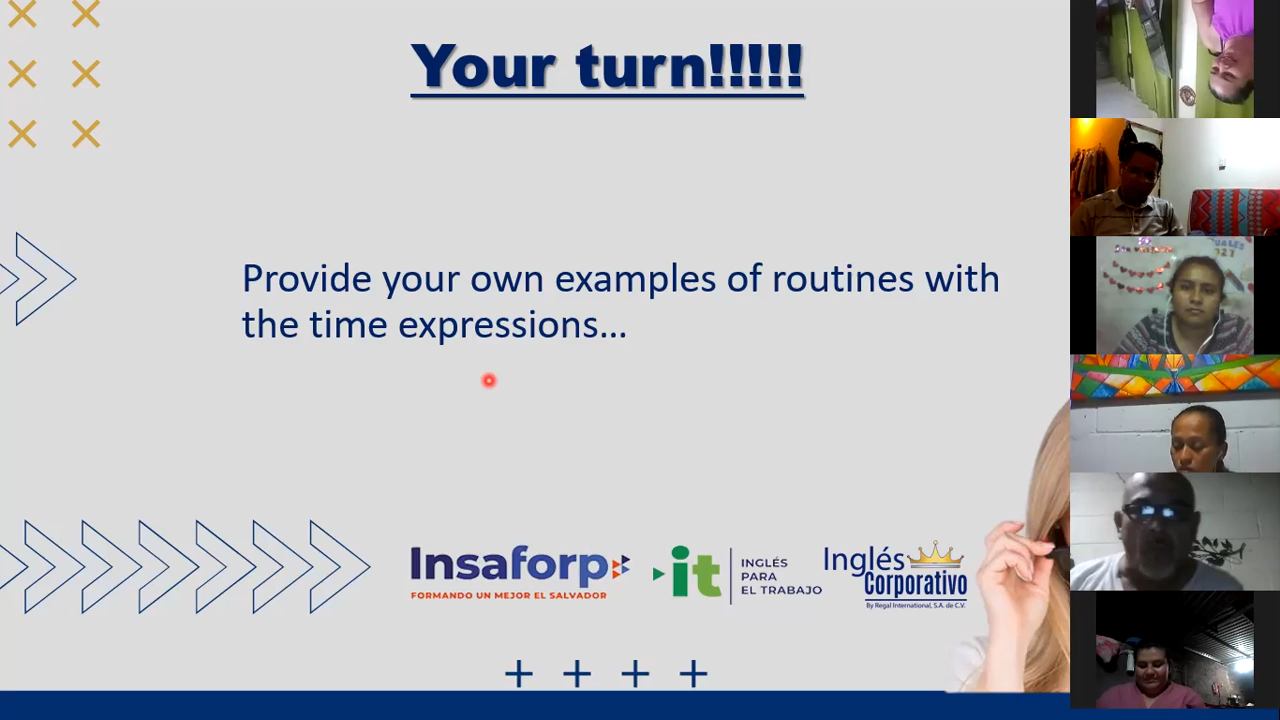 Your turn!!!!!
Provide your own examples of routines with
the time expressions...
Insaforp
FORMANDO UN MEJOR EL SALVADOR
it
INGLÉS
PARA
EL TRABAJO
Inglés
Corporativo
By Regal International, S.A. de C.V.